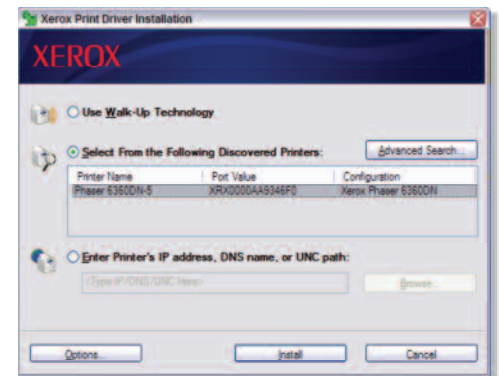 Xerox Print Driver Installation
XEROX
Use Walk-Up Technology
Select From the Following Discovered Printers:
Advanced Search...
Printer Name Port Value Configuration
Phaser 6360DN-5 XRX0000AA9346F0 Xerox Phaser 6360DN
Enter Printer's IP address, DNS name, or UNC path:
<Type IP/DNS/UNC Here> Browse...
Options... Install Cancel